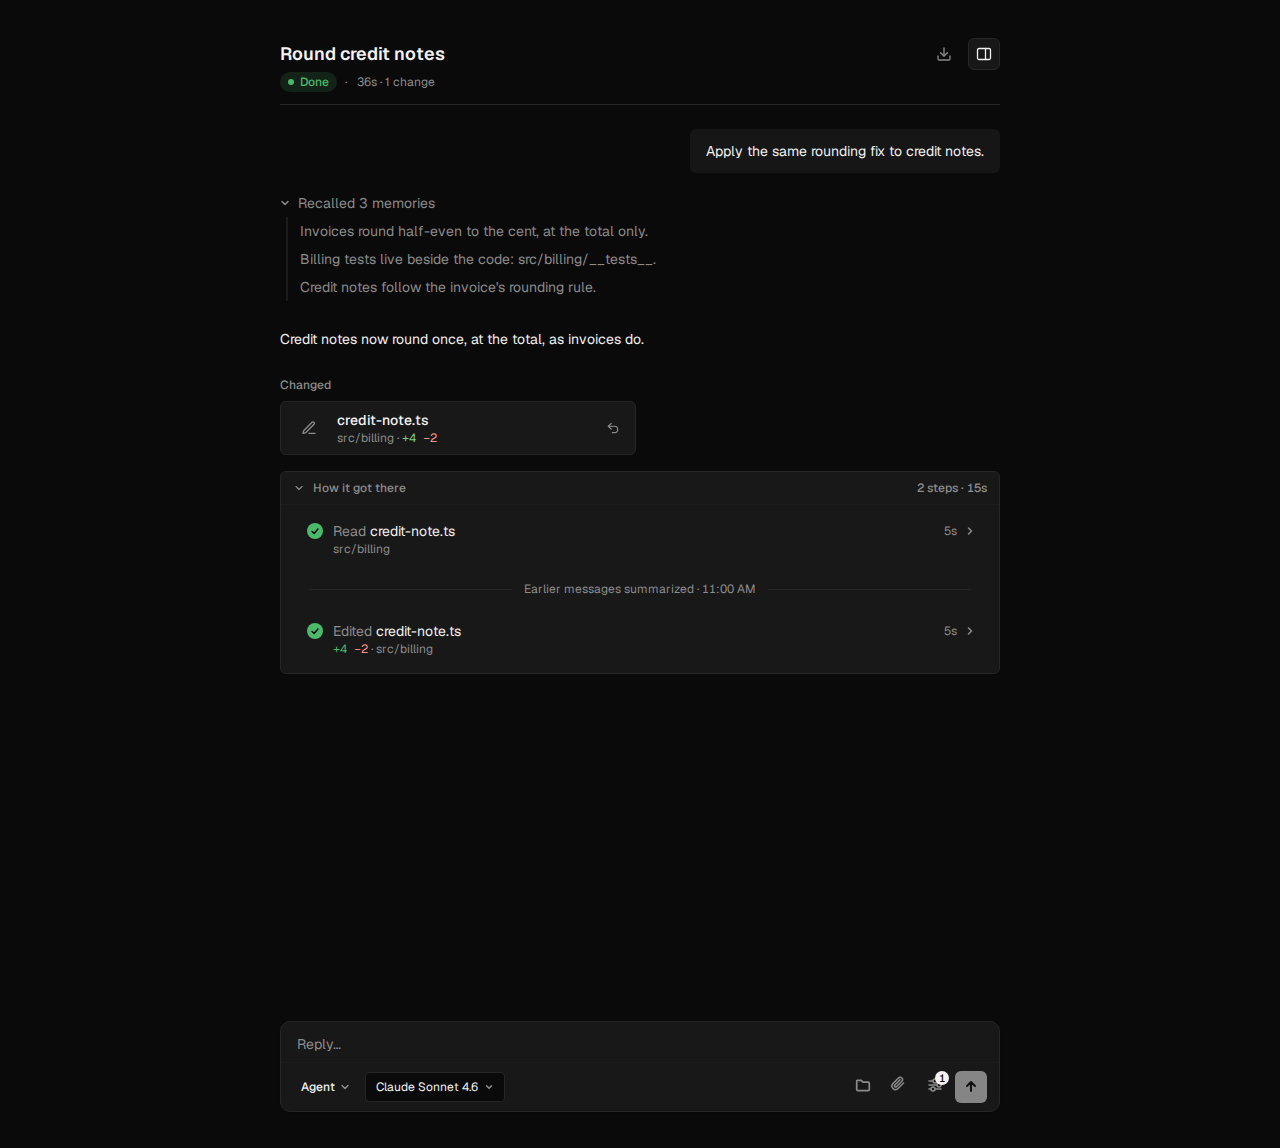 Round credit notes
Done · 36s · 1 change
Apply the same rounding fix to credit notes.
Recalled 3 memories
Invoices round half-even to the cent, at the total only.
Billing tests live beside the code: src/billing/__tests__.
Credit notes follow the invoice's rounding rule.
Credit notes now round once, at the total, as invoices do.
Changed
credit-note.ts
src/billing · +4 −2
How it got there 2 steps · 15s
Read credit-note.ts 5s
src/billing
Earlier messages summarized · 11:00 AM
Edited credit-note.ts 5s
+4 −2 · src/billing
Reply…
Agent Claude Sonnet 4.6 1